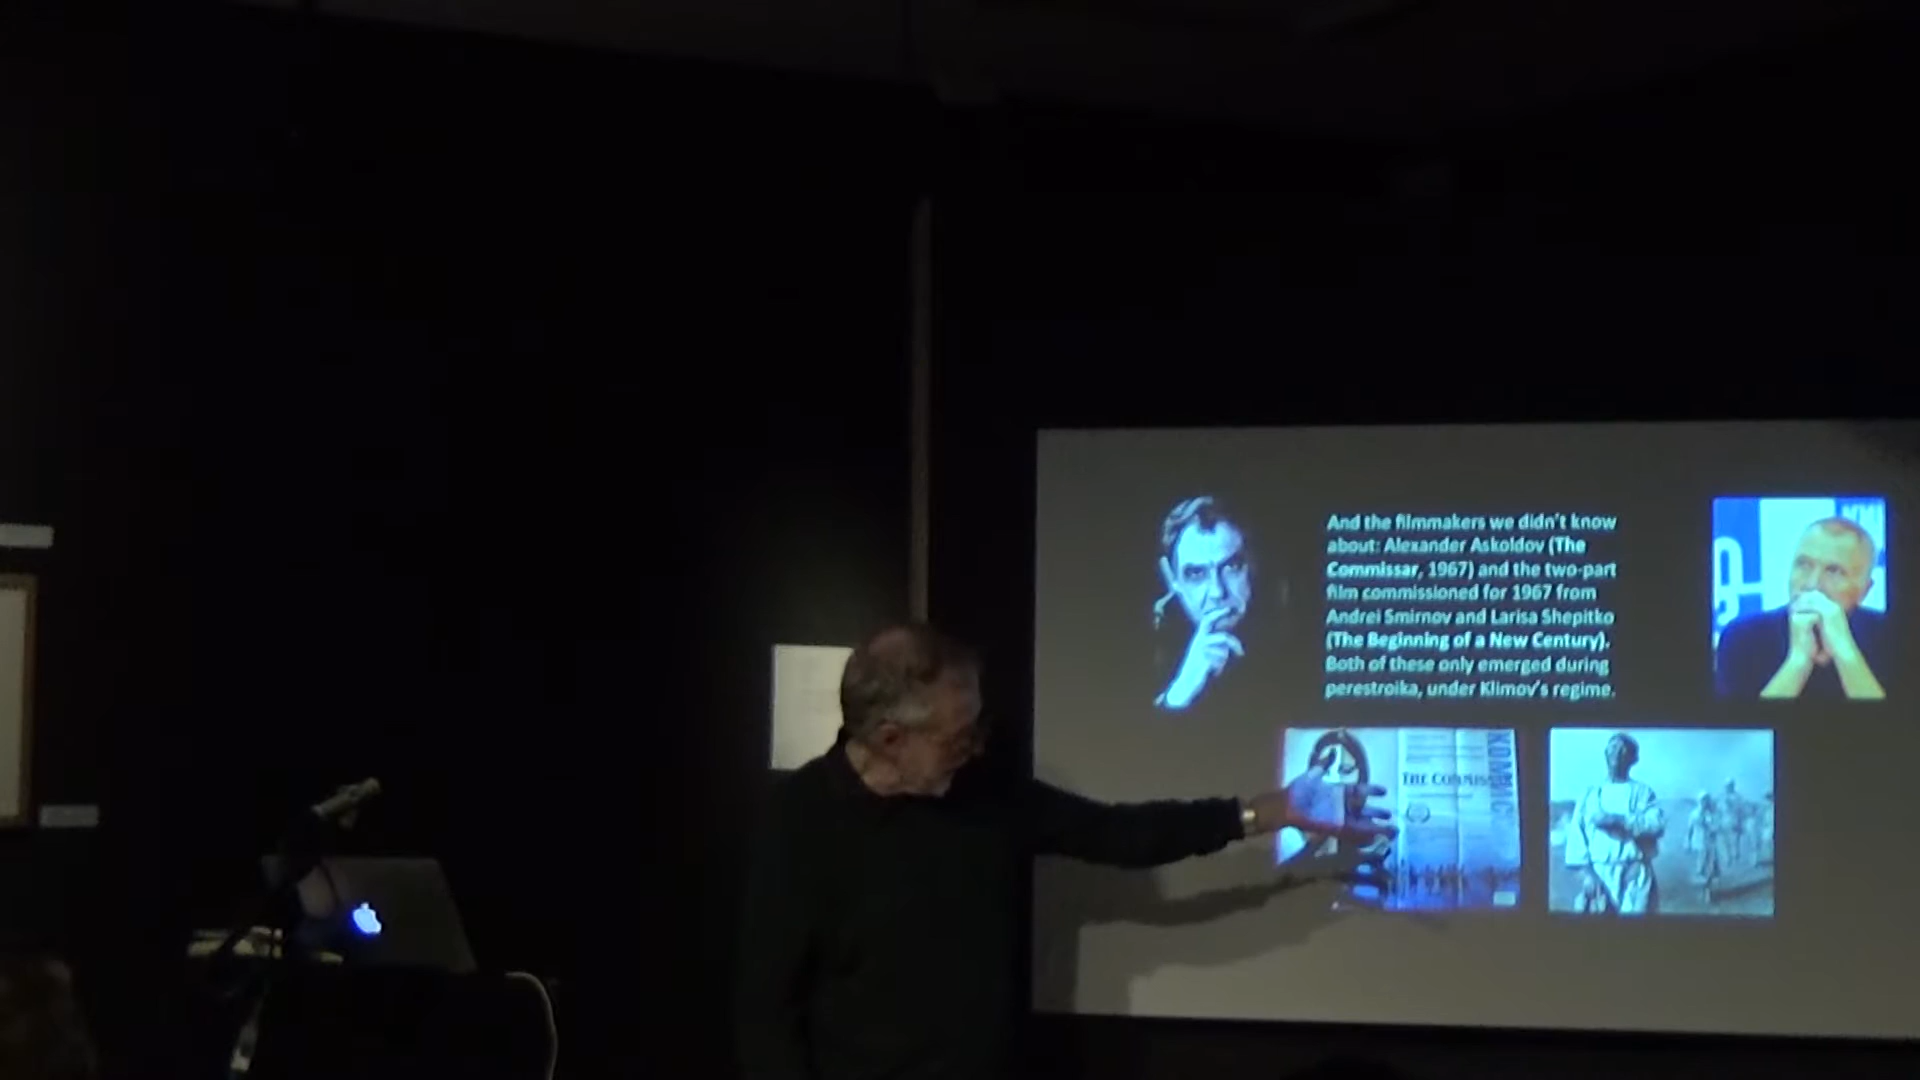 And the filmmakers we didn't know
about: Alexander Askoldov (The
Commissar, 1967) and the two-part
film commissioned for 1967 from
Andrei Smirnov and Larisa Shepitko
(The Beginning of a New Century).
Both of these only emerged during
perestroika, under Klimov's regime.
THE COMMISS